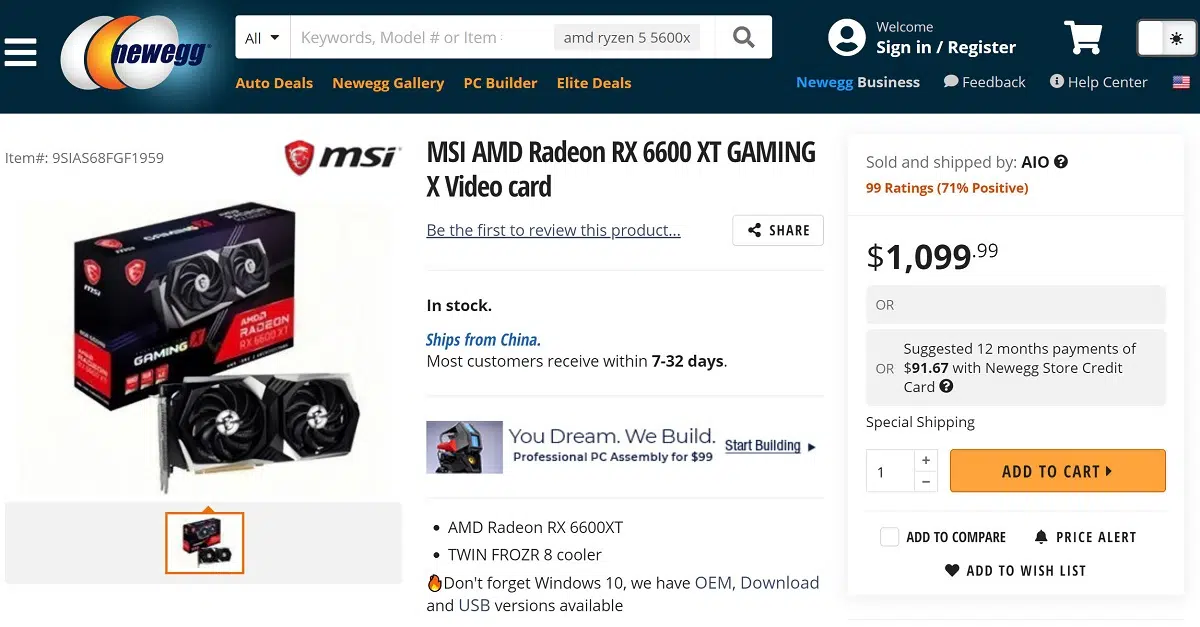 newegg
All
Keywords, Model # or Item
amd ryzen 5 5600x
Welcome
Sign in / Register
Auto Deals
Newegg Gallery
PC Builder
Elite Deals
Newegg Business
Feedback
Help Center
Item#: 9SIAS68FGF1959
msi
MSI AMD Radeon RX 6600 XT GAMING
X Video card
Be the first to review this product...
SHARE
In stock.
Ships from China.
Most customers receive within 7-32 days.
You Dream. We Build.
Professional PC Assembly for $99
Start Building
• AMD Radeon RX 6600XT
• TWIN FROZR 8 cooler
🔥Don't forget Windows 10, we have OEM, Download
and USB versions available
GAMING X
msi
AMD
RADEON
RX 6600 XT
GAMING X
Sold and shipped by: AIO
99 Ratings (71% Positive)
$1,099.99
OR
Suggested 12 months payments of
OR $91.67 with Newegg Store Credit
Card
Special Shipping
1
+
−
ADD TO CART
ADD TO COMPARE
PRICE ALERT
ADD TO WISH LIST